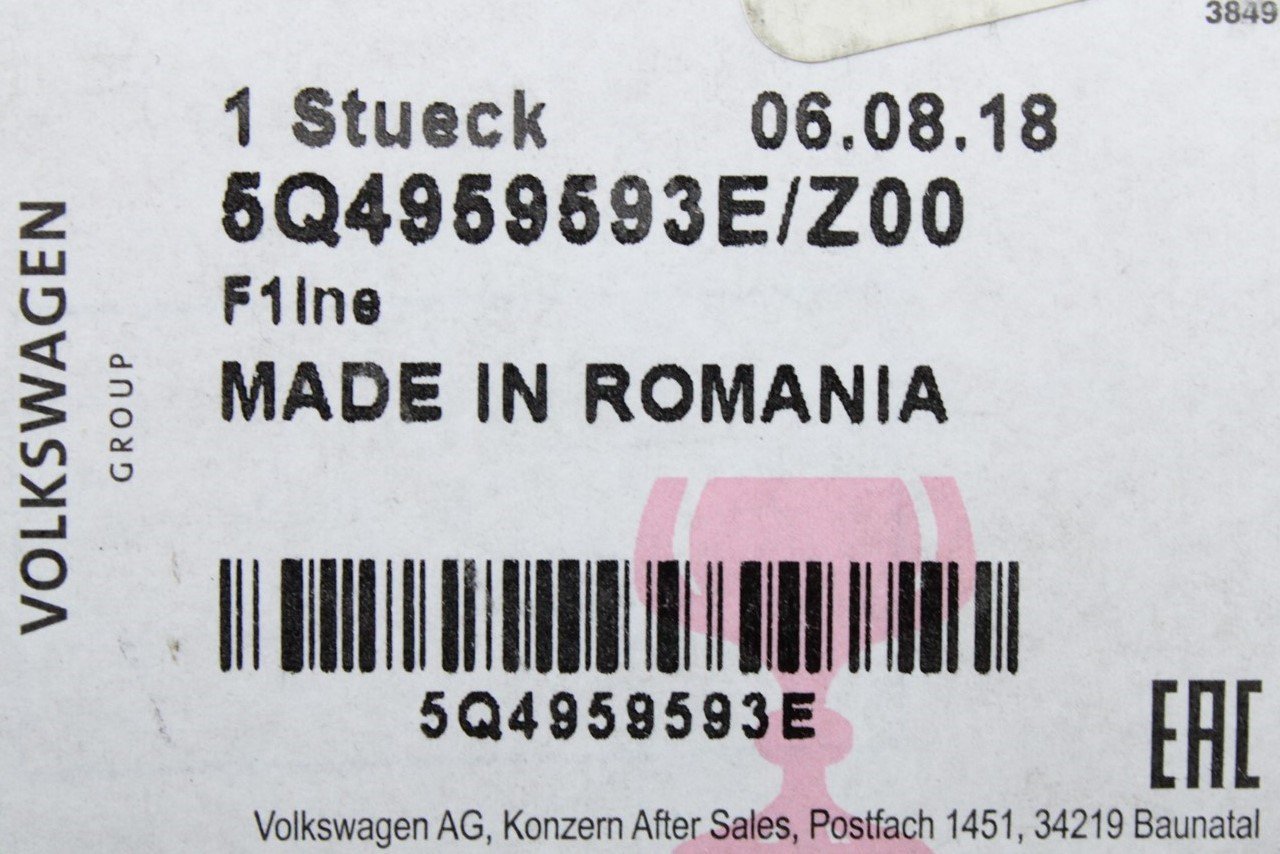 3849
1 Stueck 06.08.18
5Q4959593E/Z00
F1Ine
MADE IN ROMANIA
VOLKSWAGEN
GROUP
5Q4959593E
EAC
Volkswagen AG, Konzern After Sales, Postfach 1451, 34219 Baunatal